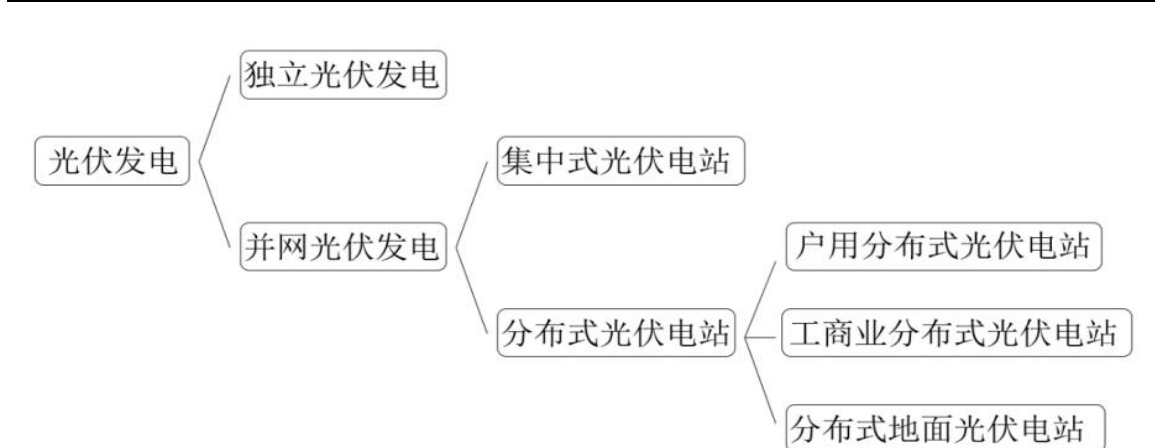 独立光伏发电
光伏发电
集中式光伏电站
并网光伏发电
户用分布式光伏电站
分布式光伏电站
工商业分布式光伏电站
分布式地面光伏电站